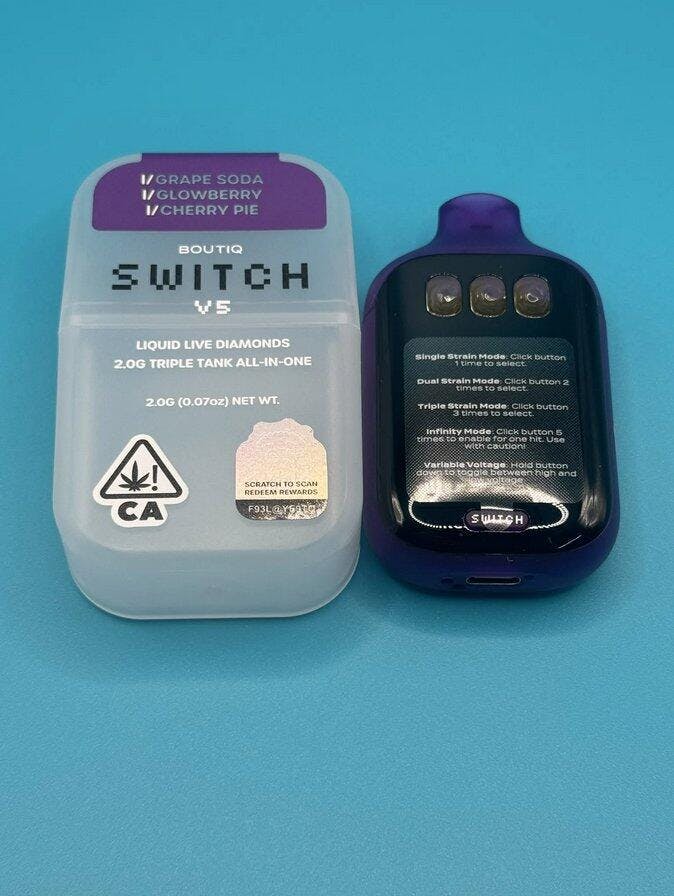 I/GRAPE SODA
I/GLOWBERRY
I/CHERRY PIE
BOUTIQ
SWITCH
V5
LIQUID LIVE DIAMONDS
2.0G TRIPLE TANK ALL-IN-ONE
2.0G (0.07oz) NET WT.
CA
SCRATCH TO SCAN
REDEEM REWARDS
Single Strain Mode: Click button
1 time to select.
Dual Strain Mode: Click button 2
times to select.
Triple Strain Mode: Click button
3 times to select.
Infinity Mode: Click button 5
times to enable for one hit. Use
with caution!
Variable Voltage: Hold button
down to toggle between high and
low voltage
SWITCH